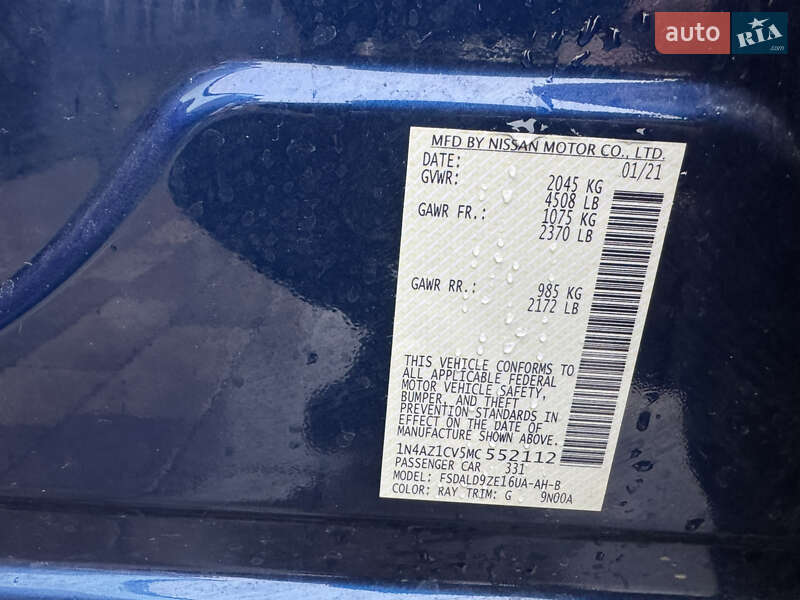 auto RIA.com
MFD BY NISSAN MOTOR CO., LTD.
DATE: 01/21
GVWR: 2045 KG
4508 LB
GAWR FR.: 1075 KG
2370 LB
GAWR RR.: 985 KG
2172 LB
THIS VEHICLE CONFORMS TO
ALL APPLICABLE FEDERAL
MOTOR VEHICLE SAFETY,
BUMPER, AND THEFT
PREVENTION STANDARDS IN
EFFECT ON THE DATE OF
MANUFACTURE SHOWN ABOVE.
1N4AZ1CV5MC552112
PASSENGER CAR 331
MODEL: FSDALD9ZE16UA-AH-B
COLOR: RAY TRIM: G 9N00A